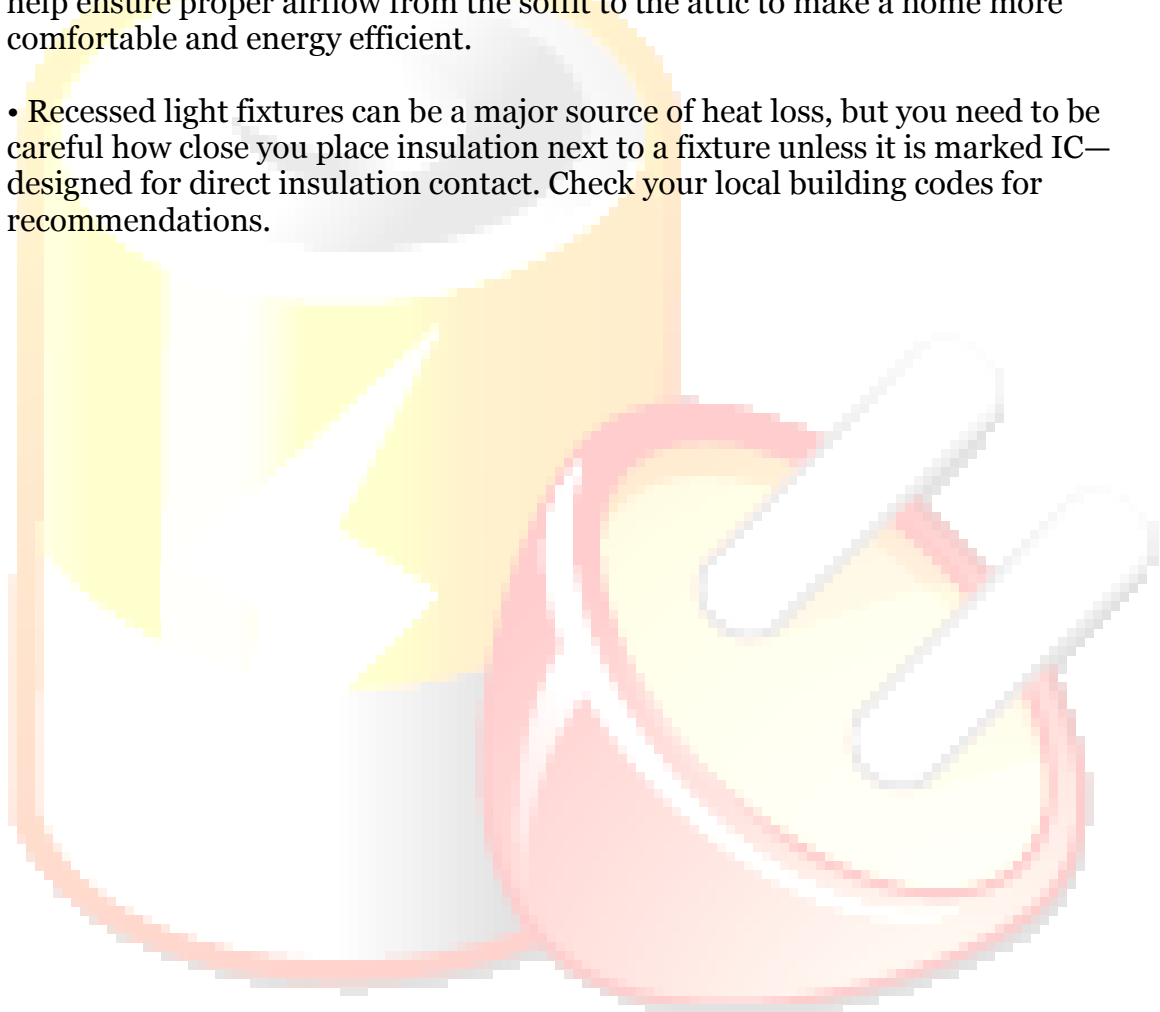 help ensure proper airflow from the soffit to the attic to make a home more
comfortable and energy efficient.
• Recessed light fixtures can be a major source of heat loss, but you need to be
careful how close you place insulation next to a fixture unless it is marked IC—
designed for direct insulation contact. Check your local building codes for
recommendations.